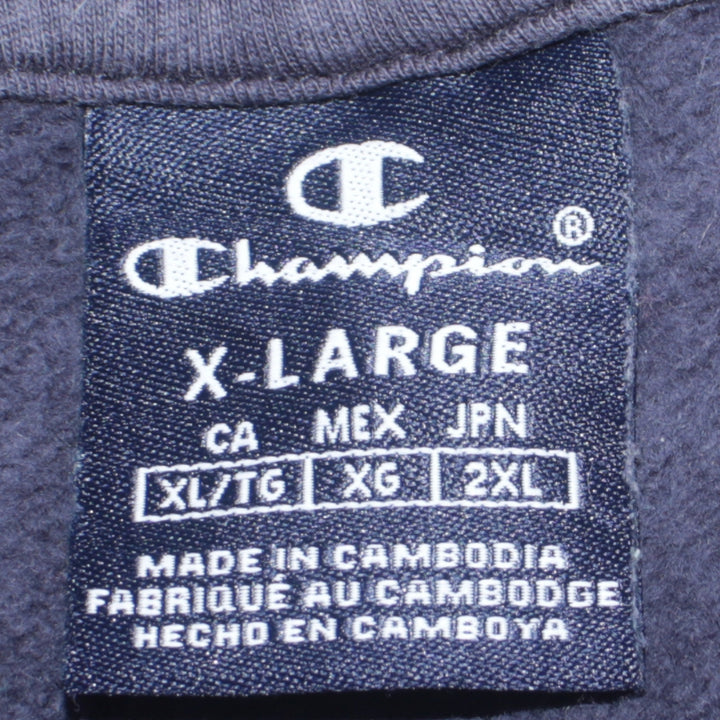 Champion®
X-LARGE
CA MEX JPN
XL/TG XG 2XL
MADE IN CAMBODIA
FABRIQUÉ AU CAMBODGE
HECHO EN CAMBOYA